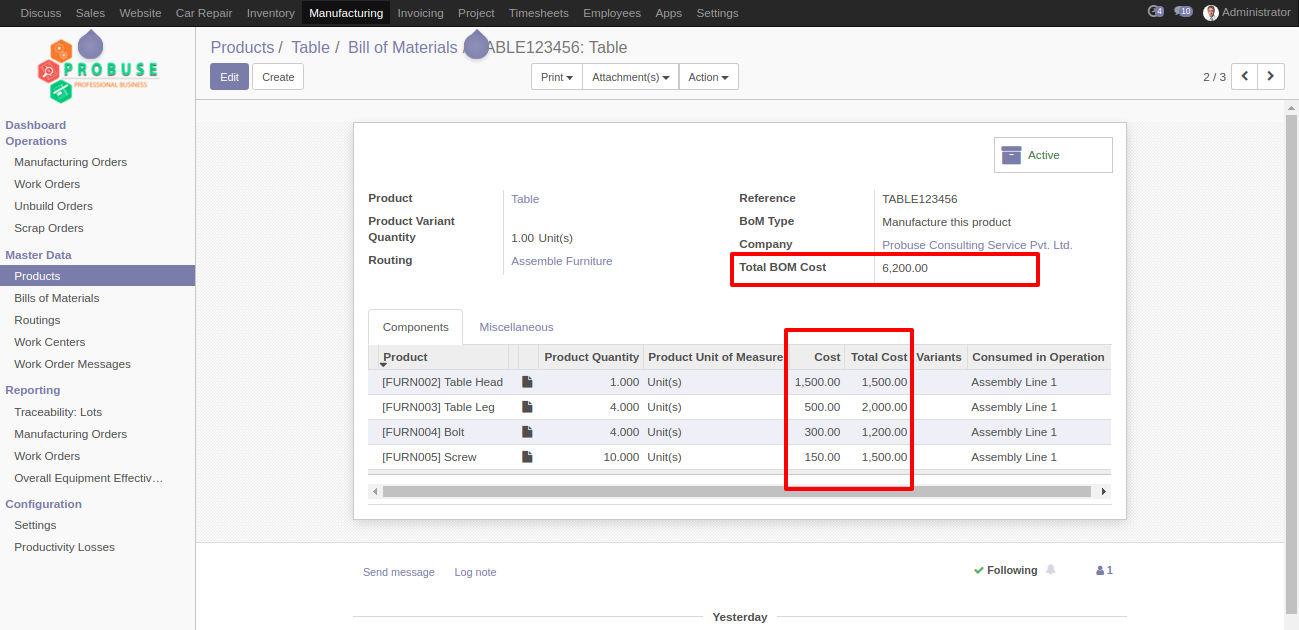 Discuss Sales Website Car Repair Inventory Manufacturing Invoicing Project Timesheets Employees Apps Settings 4 10 Administrator
PROBUSE
PROFESSIONAL BUSINESS
Products / Table / Bill of Materials ABLE123456: Table
Edit Create Print Attachment(s) Action 2 / 3
Dashboard
Operations
Manufacturing Orders
Work Orders
Unbuild Orders
Scrap Orders
Master Data
Products
Bills of Materials
Routings
Work Centers
Work Order Messages
Reporting
Traceability: Lots
Manufacturing Orders
Work Orders
Overall Equipment Effectiv…
Configuration
Settings
Productivity Losses
Active
Product Table
Product Variant
Quantity 1.00 Unit(s)
Routing Assemble Furniture
Reference TABLE123456
BoM Type Manufacture this product
Company Probuse Consulting Service Pvt. Ltd.
Total BOM Cost 6,200.00
Components Miscellaneous
Product Product Quantity Product Unit of Measure Cost Total Cost Variants Consumed in Operation
[FURN002] Table Head 1.000 Unit(s) 1,500.00 1,500.00 Assembly Line 1
[FURN003] Table Leg 4.000 Unit(s) 500.00 2,000.00 Assembly Line 1
[FURN004] Bolt 4.000 Unit(s) 300.00 1,200.00 Assembly Line 1
[FURN005] Screw 10.000 Unit(s) 150.00 1,500.00 Assembly Line 1
Send message Log note Following 1
Yesterday